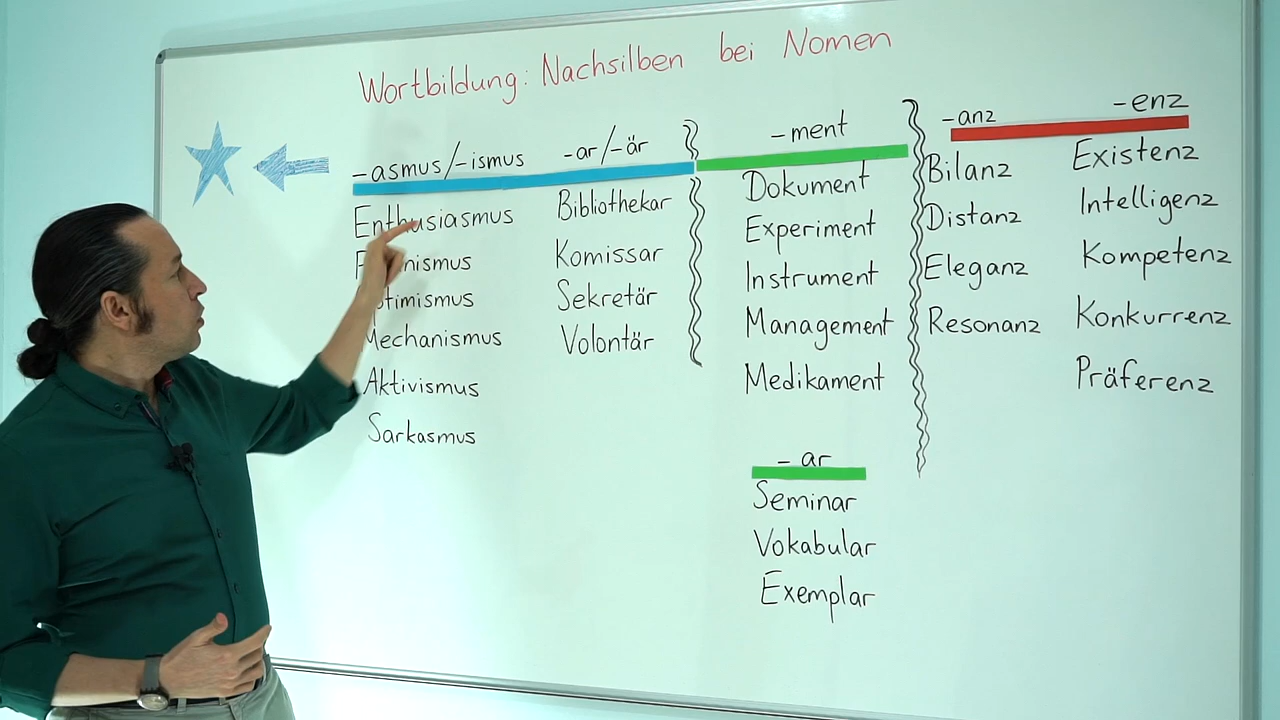 Wortbildung: Nachsilben bei Nomen
-asmus/-ismus
Enthusiasmus
Optimismus
Mechanismus
Aktivismus
Sarkasmus
-ar/-är
Bibliothekar
Komissar
Sekretär
Volontär
-ment
Dokument
Experiment
Instrument
Management
Medikament
-ar
Seminar
Vokabular
Exemplar
-anz
Bilanz
Distanz
Eleganz
Resonanz
-enz
Existenz
Intelligenz
Kompetenz
Konkurrenz
Präferenz